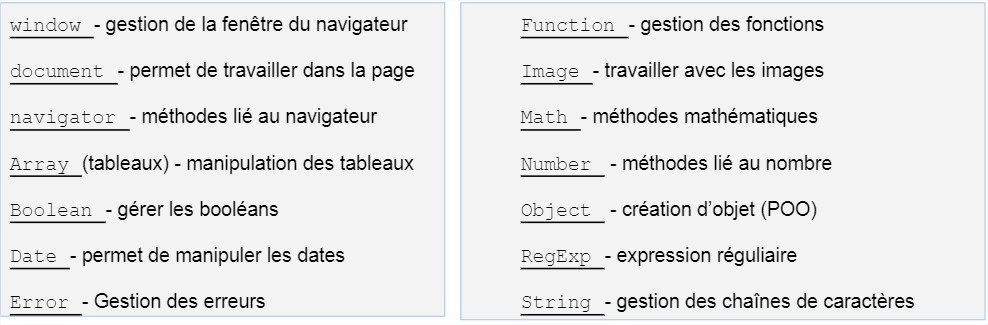 window - gestion de la fenêtre du navigateur
document - permet de travailler dans la page
navigator - méthodes lié au navigateur
Array (tableaux) - manipulation des tableaux
Boolean - gérer les booléans
Date - permet de manipuler les dates
Error - Gestion des erreurs
Function - gestion des fonctions
Image - travailler avec les images
Math - méthodes mathématiques
Number - méthodes lié au nombre
Object - création d’objet (POO)
RegExp - expression réguliaire
String - gestion des chaînes de caractères